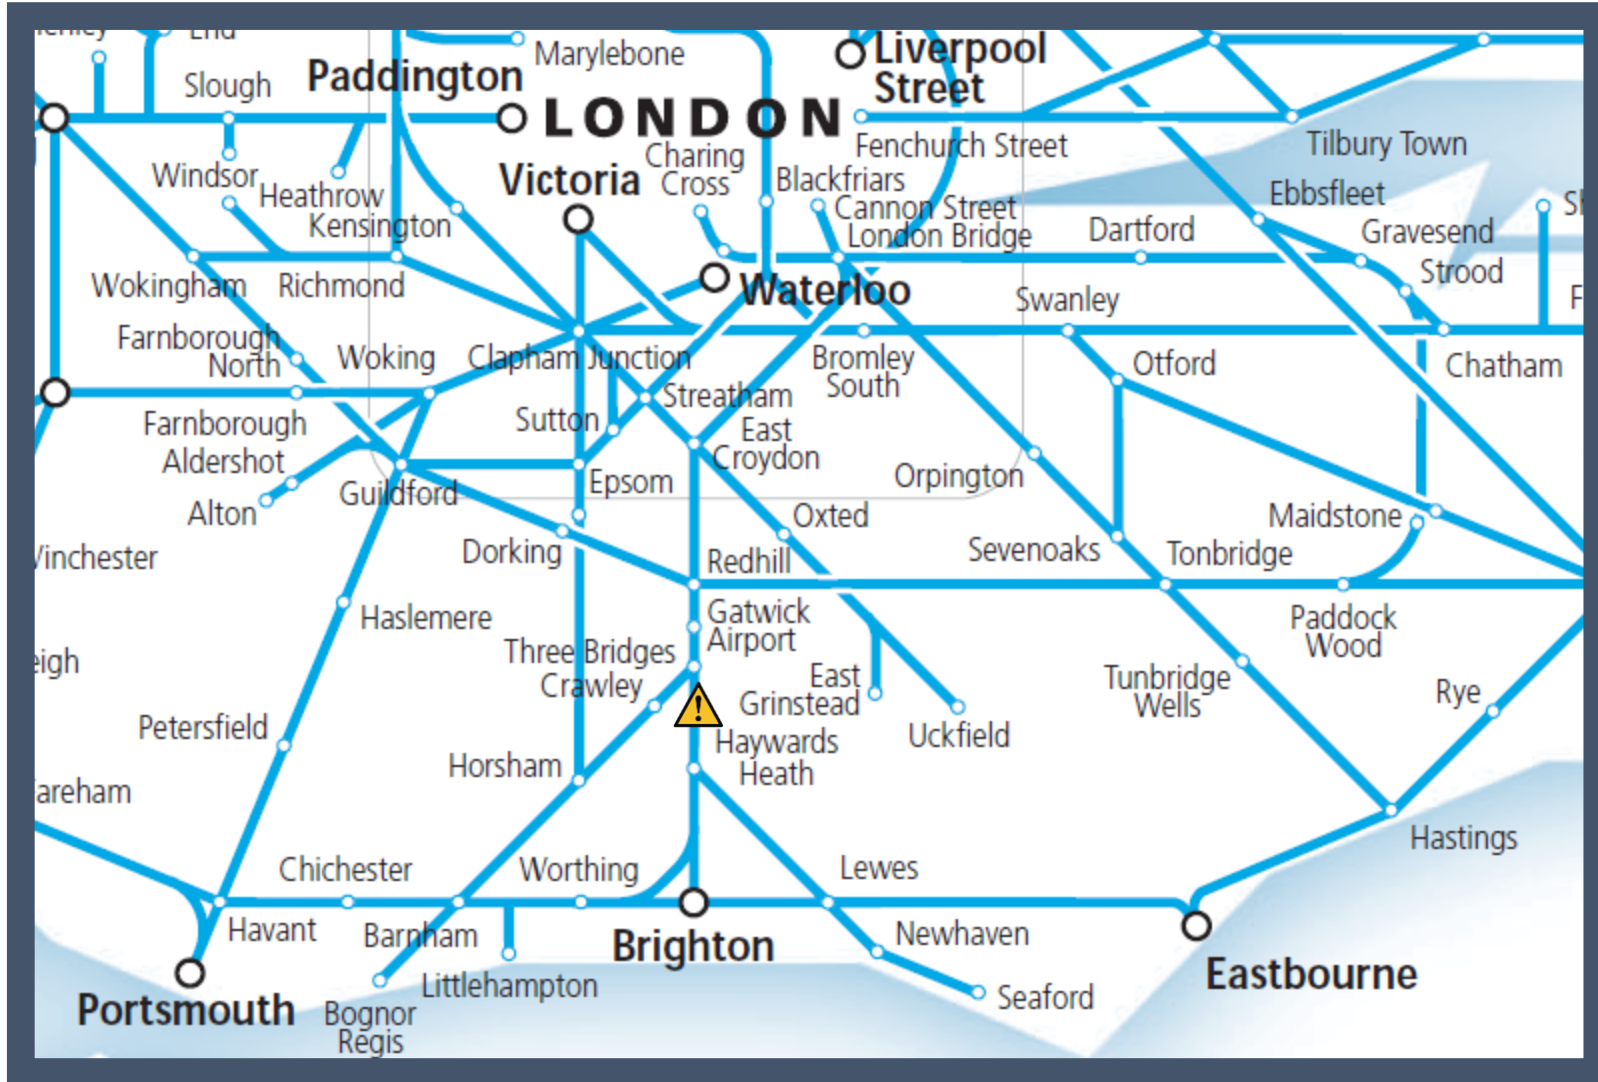 Marylebone
Liverpool
Street
Slough
Paddington
LONDON
Fenchurch Street
Tilbury Town
Charing
Cross
Victoria
Windsor
Heathrow
Kensington
Blackfriars
Cannon Street
London Bridge
Dartford
Ebbsfleet
Gravesend
Strood
Wokingham
Richmond
Waterloo
Swanley
Farnborough
North
Woking
Clapham Junction
Bromley
South
Otford
Chatham
Streatham
Sutton
Farnborough
Aldershot
East
Croydon
Orpington
Epsom
Guildford
Alton
Oxted
Maidstone
Dorking
Redhill
Sevenoaks
Tonbridge
Haslemere
Gatwick
Airport
Paddock
Wood
Three Bridges
Crawley
East
Grinstead
Tunbridge
Wells
Rye
Petersfield
Uckfield
Haywards
Heath
Horsham
Hastings
Chichester
Worthing
Lewes
Havant
Barnham
Brighton
Newhaven
Littlehampton
Eastbourne
Seaford
Portsmouth
Bognor
Regis